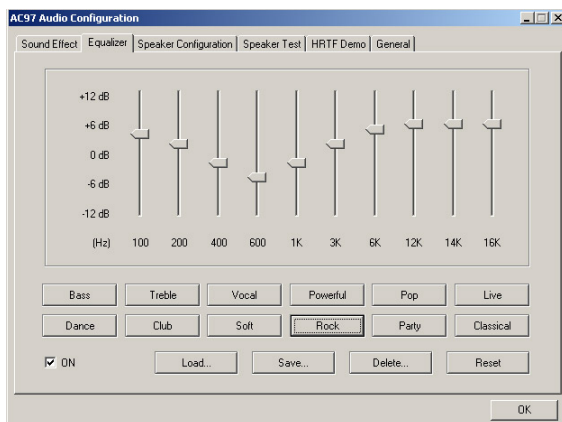 AC97 Audio Configuration
Sound Effect Equalizer Speaker Configuration Speaker Test HRTF Demo General
+12 dB
+6 dB
0 dB
-6 dB
-12 dB
(Hz) 100 200 400 600 1K 3K 6K 12K 14K 16K
Bass Treble Vocal Powerful Pop Live
Dance Club Soft Rock Party Classical
ON Load... Save... Delete... Reset
OK